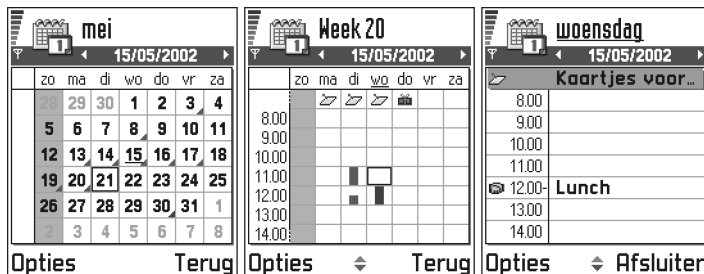 mei
15/05/2002
zo ma di wo do vr za
28 29 30 1 2 3 4
5 6 7 8 9 10 11
12 13 14 15 16 17 18
19 20 21 22 23 24 25
26 27 28 29 30 31 1
2 3 4 5 6 7 8
Opties Terug
Week 20
15/05/2002
zo ma di wo do vr za
8.00
9.00
10.00
11.00
12.00
13.00
14.00
Opties Terug
woensdag
15/05/2002
Kaartjes voor...
8.00
9.00
10.00
11.00
12.00- Lunch
13.00
14.00
Opties Afsluiten